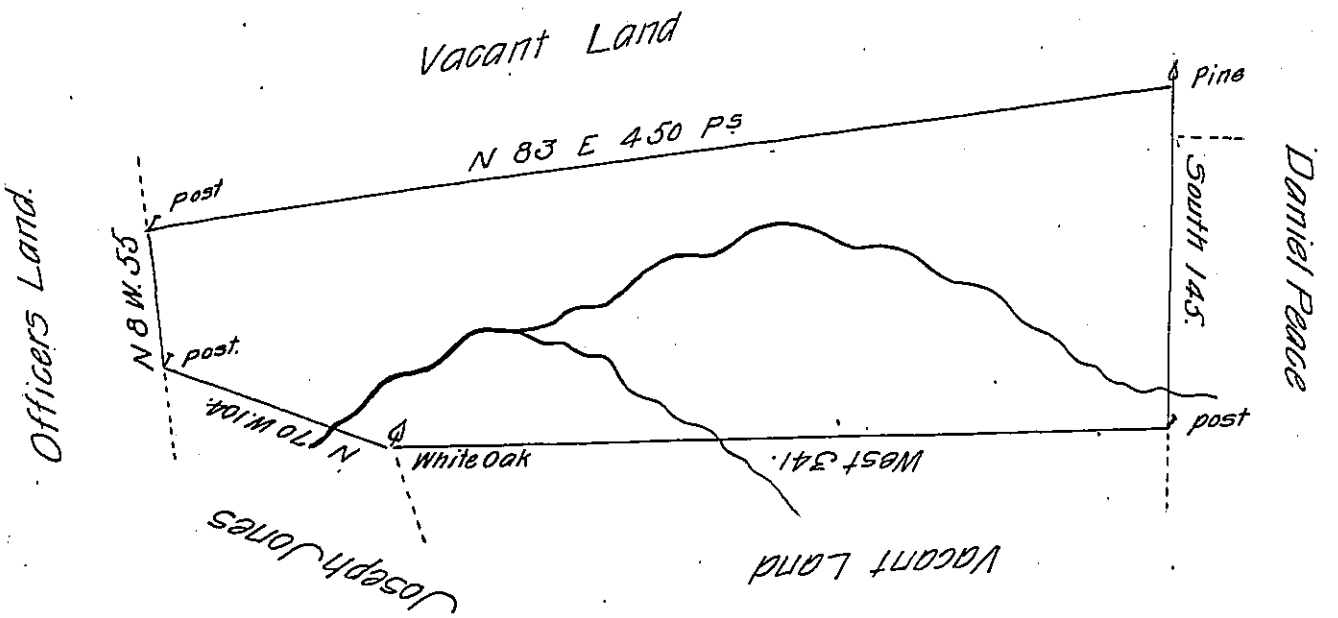 Vacant Land
Pine
N 83 E 450 Ps
Post
Officers Land.
N 8 W. 55
South 145.
Daniel Peace
Post.
N 70 W. 104.
White Oak
West 341.
Post
Joseph Jones
Vacant Land